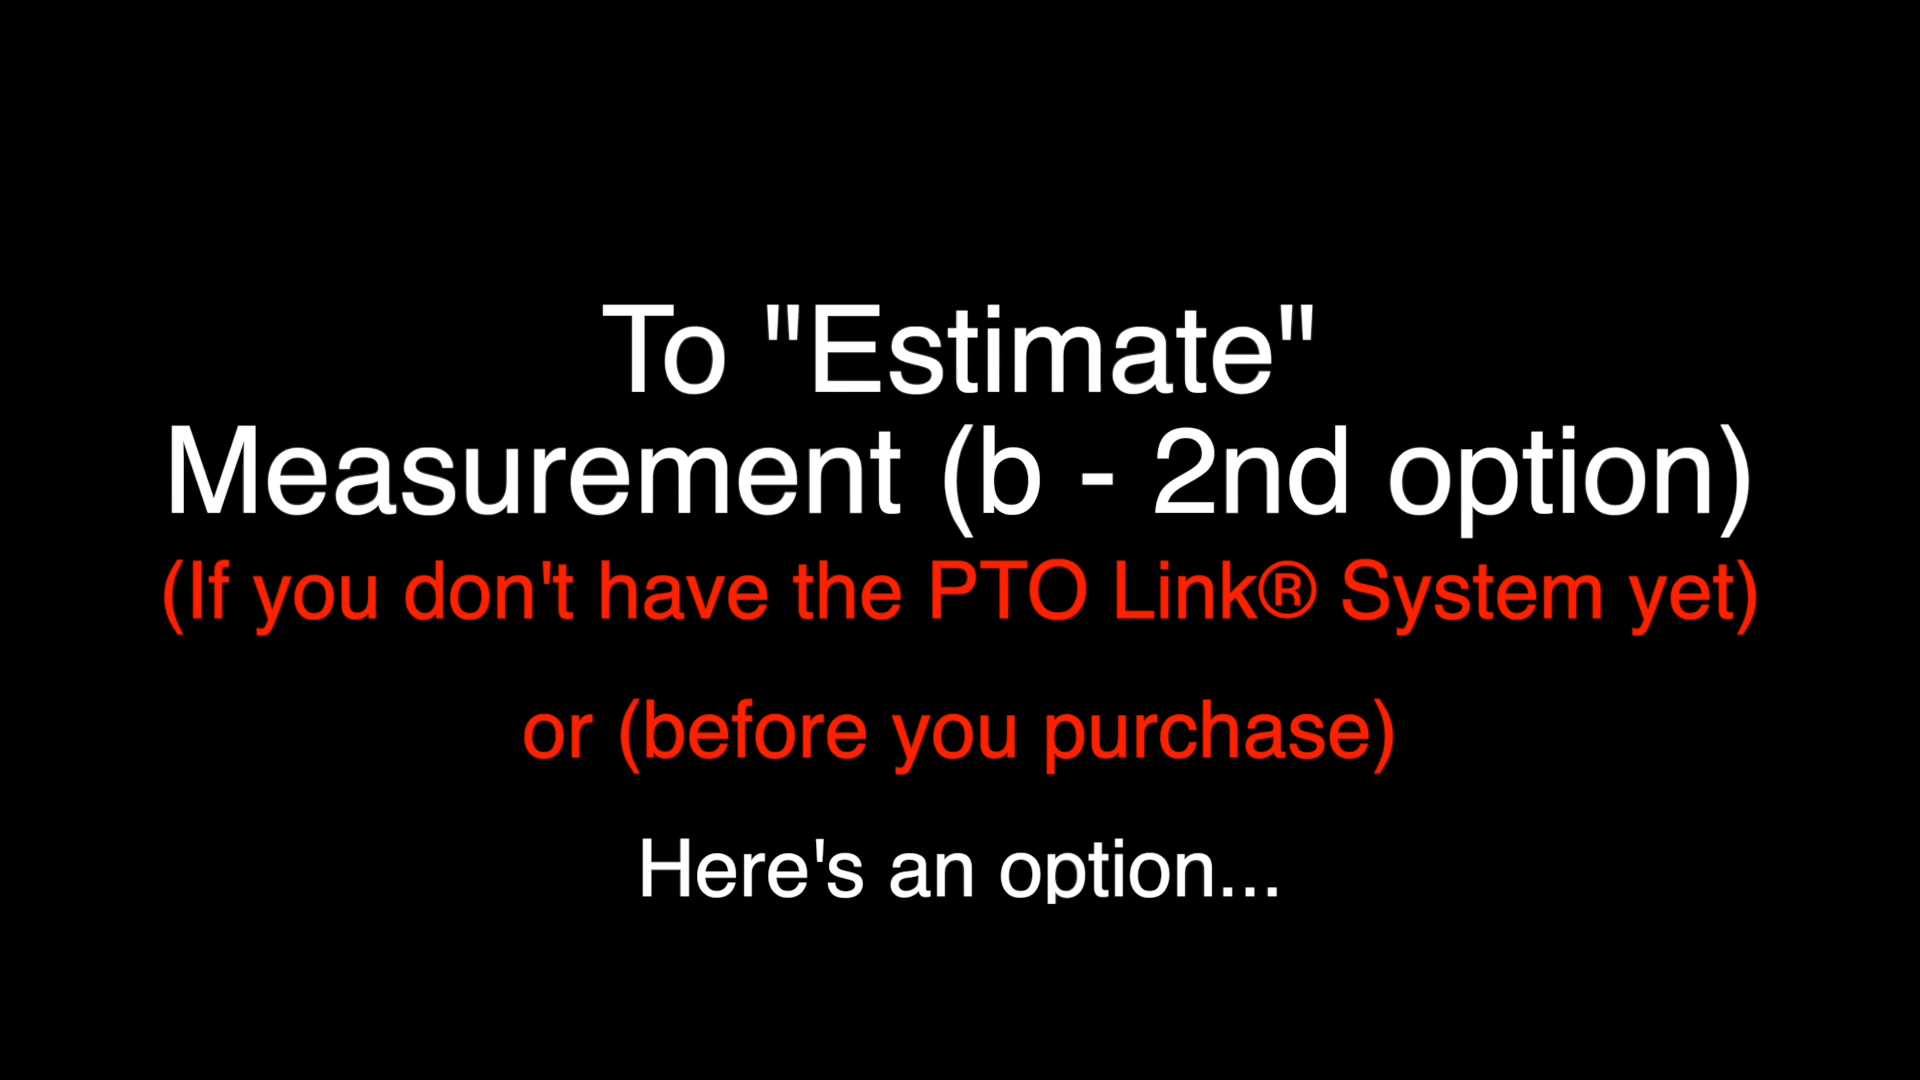 To "Estimate"
Measurement (b - 2nd option)
(If you don't have the PTO Link® System yet)
or (before you purchase)
Here's an option...